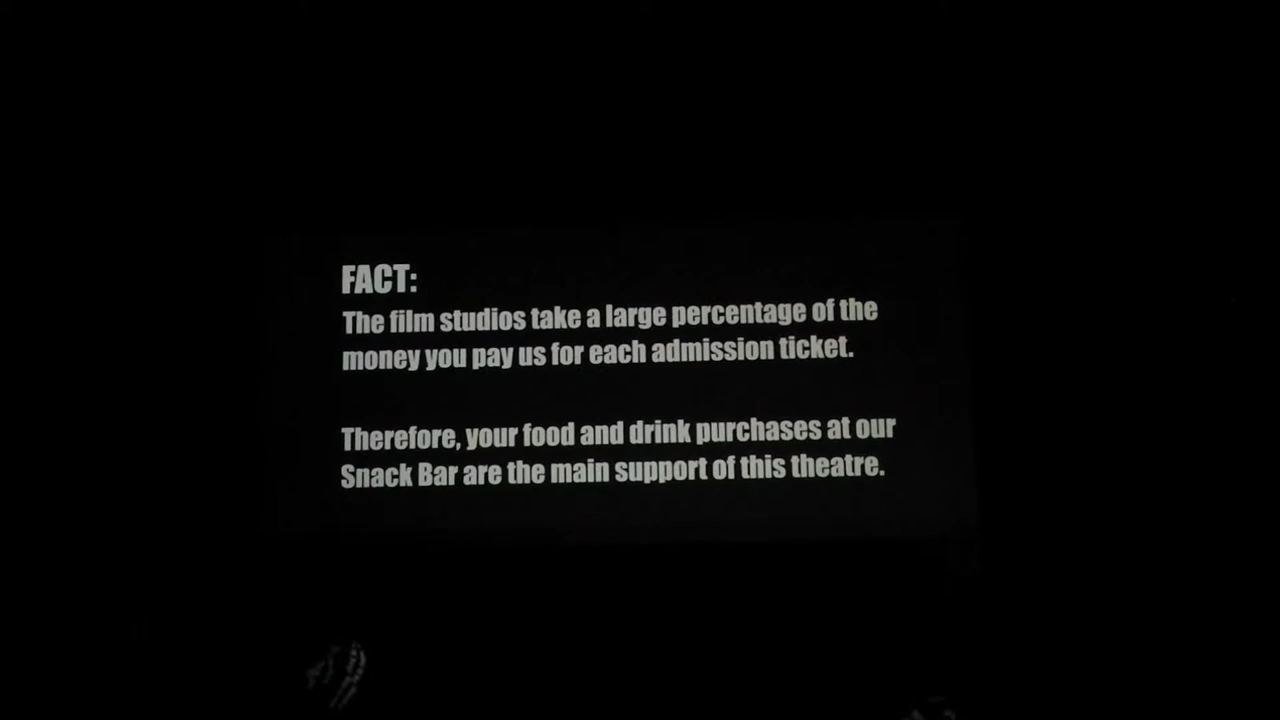 FACT:
The film studios take a large percentage of the
money you pay us for each admission ticket.
Therefore, your food and drink purchases at our
Snack Bar are the main support of this theatre.